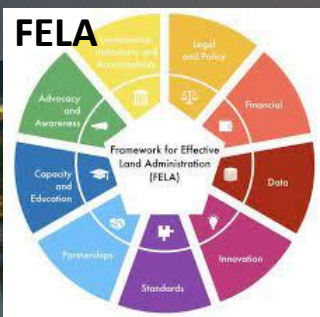 FELA
Governance,
Institutions and
Accountability
Legal
and Policy
Financial
Data
Innovation
Standards
Partnerships
Capacity
and
Education
Advocacy
and
Awareness
Framework for Effective
Land Administration
(FELA)